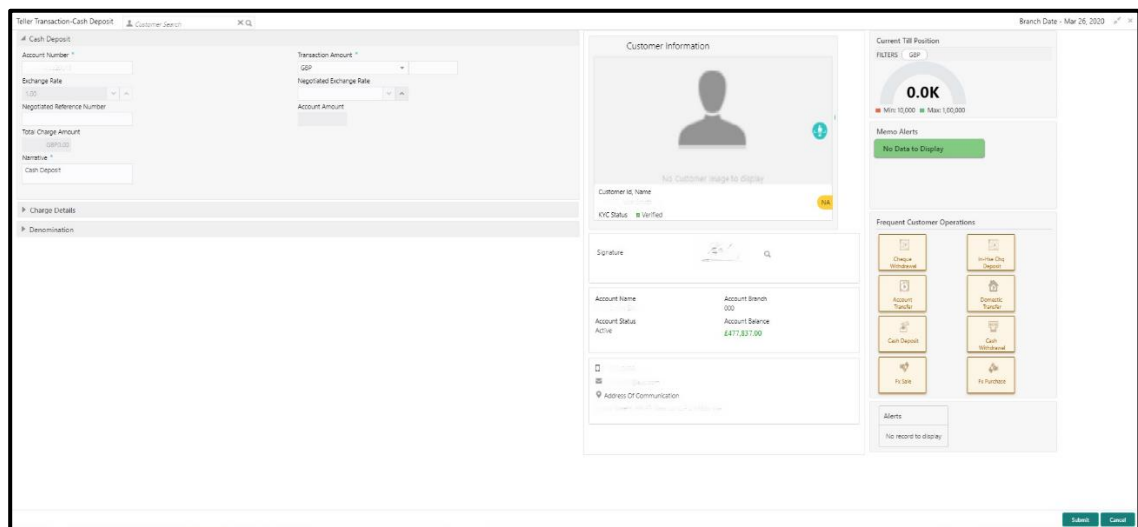 Teller Transaction-Cash Deposit
Customer Search
Branch Date - Mar 26, 2020
Cash Deposit
Account Number *
Transaction Amount *
GBP
Exchange Rate
Negotiated Exchange Rate
1.00
Negotiated Reference Number
Account Amount
Total Charge Amount
GBP0.00
Narrative *
Cash Deposit
Charge Details
Denomination
Customer Information
No Customer Image to display
Customer Id, Name
NA
KYC Status Verified
Signature
Account Name
Account Branch
000
Account Status
Account Balance
Active
£477,837.00
Address Of Communication
Current Till Position
FILTERS GBP
0.0K
Min: 10,000 Max: 1,00,000
Memo Alerts
No Data to Display
Frequent Customer Operations
Cheque Withdrawal
In-Hse Chq Deposit
Account Transfer
Domestic Transfer
Cash Deposit
Cash Withdrawal
Fx Sale
Fx Purchase
Alerts
No record to display
Submit
Cancel